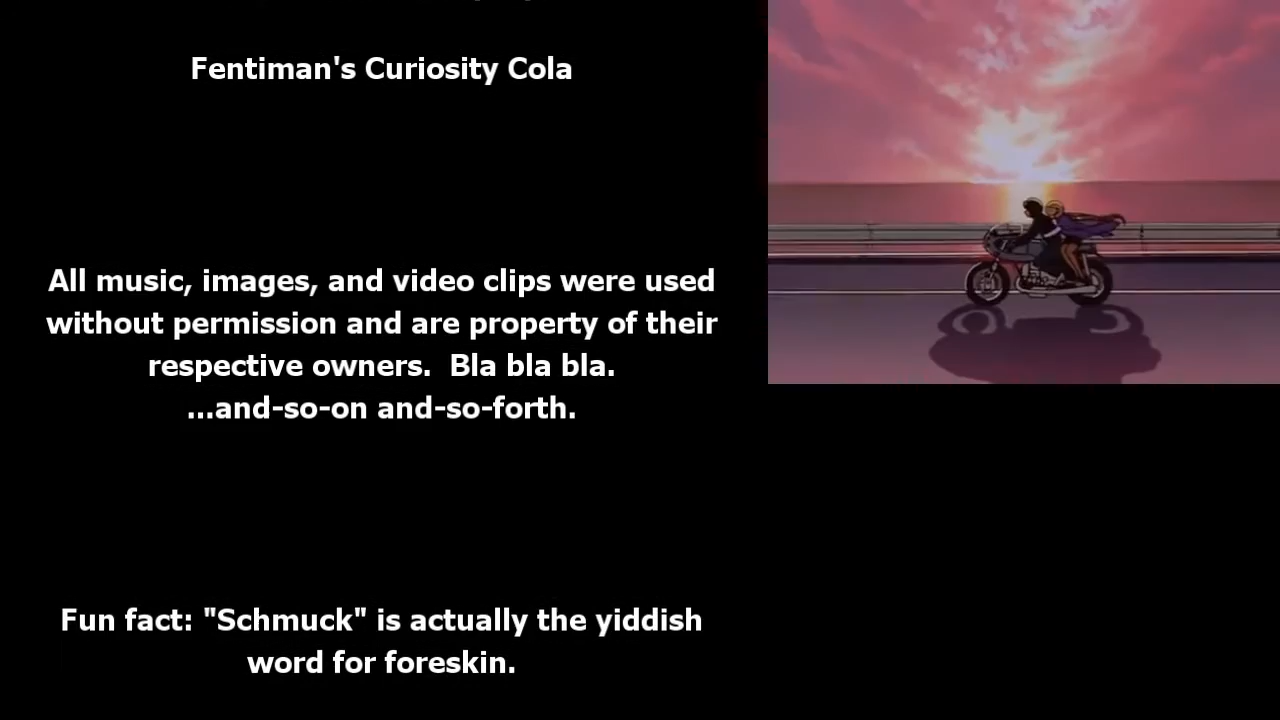 Fentiman's Curiosity Cola
All music, images, and video clips were used
without permission and are property of their
respective owners.  Bla bla bla.
...and-so-on and-so-forth.
Fun fact: "Schmuck" is actually the yiddish
word for foreskin.